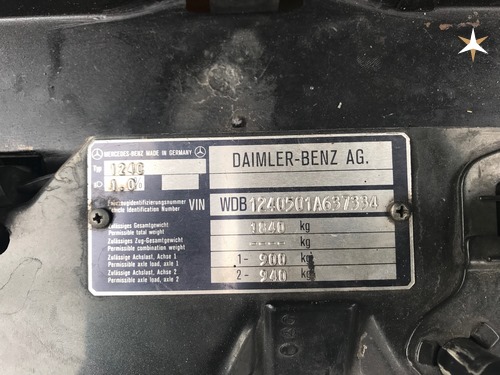 MERCEDES-BENZ MADE IN GERMANY
DAIMLER-BENZ AG.
Typ 124C
1.0°
Fahrzeugidentifizierungsnummer
Vehicle Identification Number
VIN WDB1240501A637334
Zulässiges Gesamtgewicht
Permissible total weight
1840 kg
Zulässiges Zug-Gesamtgewicht
Permissible combination weight
---- kg
Zulässige Achslast, Achse 1
Permissible axle load, axle 1
1- 900 kg
Zulässige Achslast, Achse 2
Permissible axle load, axle 2
2- 940 kg